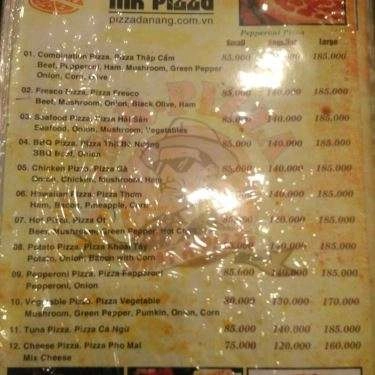 MR Pizza
pizzadanang.com.vn
Pepperoni Pizza
Small Large
01. Combination Pizza. Pizza Thập Cẩm 85.000 140.000 185.000
Beef, Pepperoni, Ham, Mushroom, Green Pepper
Onion, Corn, Olive
02. Fresco Pizza. Pizza Fresco 85.000 140.000 185.000
Beef, Mushroom, Onion, Black Olive, Ham
03. Seafood Pizza. Pizza Hải Sản 85.000 140.000 185.000
Seafood, Onion, Mushroom, Vegetables
04. BBQ Pizza. Pizza Thịt Bò Nướng 85.000 140.000 185.000
BBQ Beef, Onion
05. Chicken Pizza. Pizza Gà 85.000 140.000 185.000
Onion, Chicken, Mushroom, Ham
06. Hawaiian Pizza. Pizza Thơm 85.000 140.000 185.000
Ham, Bacon, Pineapple, Corn
07. Hot Pizza. Pizza Ớt 85.000 140.000 185.000
Beef, Mushroom, Green Pepper, Hot
08. Potato Pizza. Pizza Khoai Tây 140.000 185.000
Potato, Onion, Bacon with Corn
09. Pepperoni Pizza. Pizza Pepperoni 85.000 140.000 185.000
Pepperoni, Onion
10. Vegetable Pizza. Pizza Vegetable 80.000 130.000 170.000
Mushroom, Green Pepper, Pumkin, Onion, Corn
11. Tuna Pizza. Pizza Cá Ngừ 85.000 140.000 185.000
12. Cheese Pizza. Pizza Pho Mai 75.000 120.000 160.000
Mix Cheese